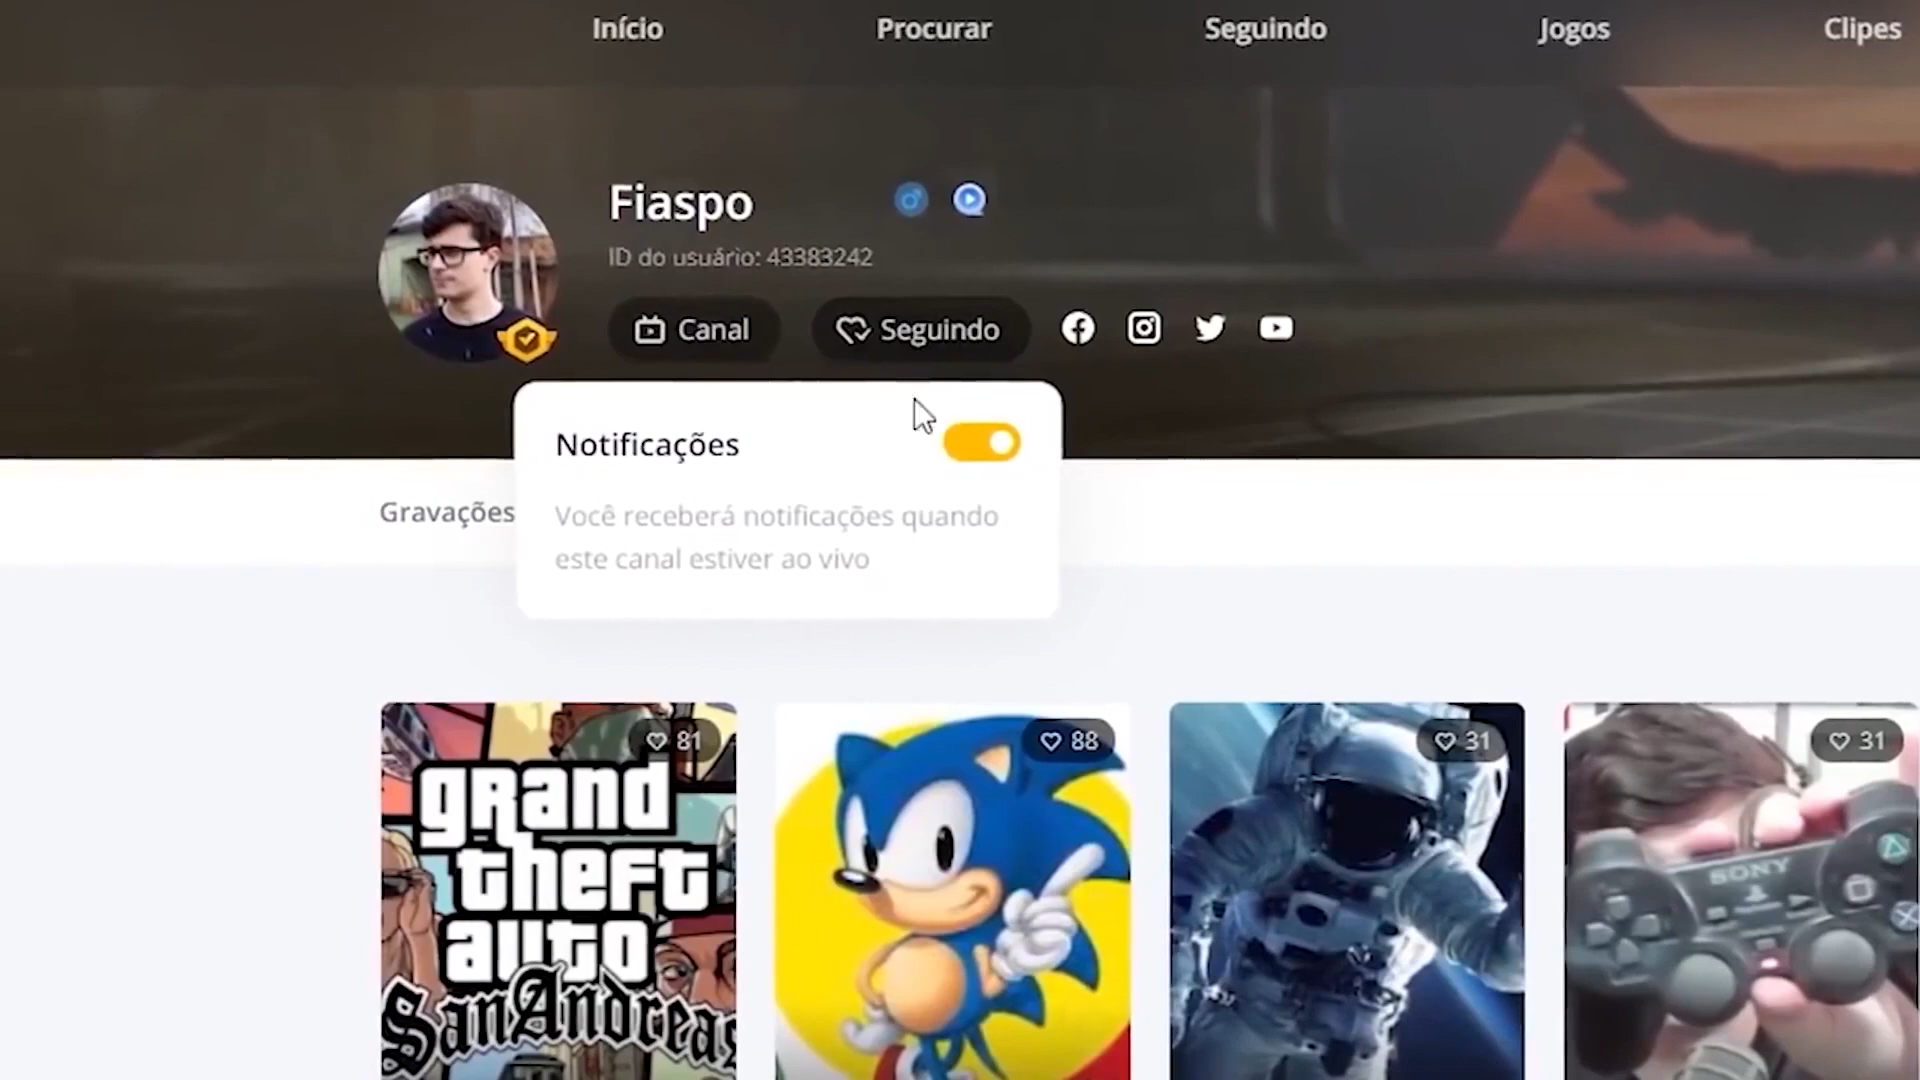 Início Procurar Seguindo Jogos Clipes
Fiaspo
ID do usuário: 43383242
Canal Seguindo
Notificações
Gravações
Você receberá notificações quando
este canal estiver ao vivo
81 88 31 31
grand
theft
auto
San Andreas
SONY